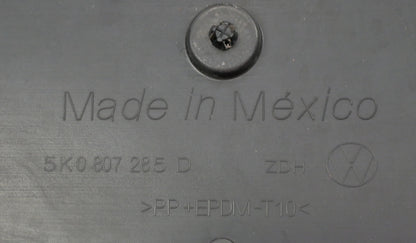 Made in México
5K0 807 285 D ZDH
>PP+EPDM-T10<